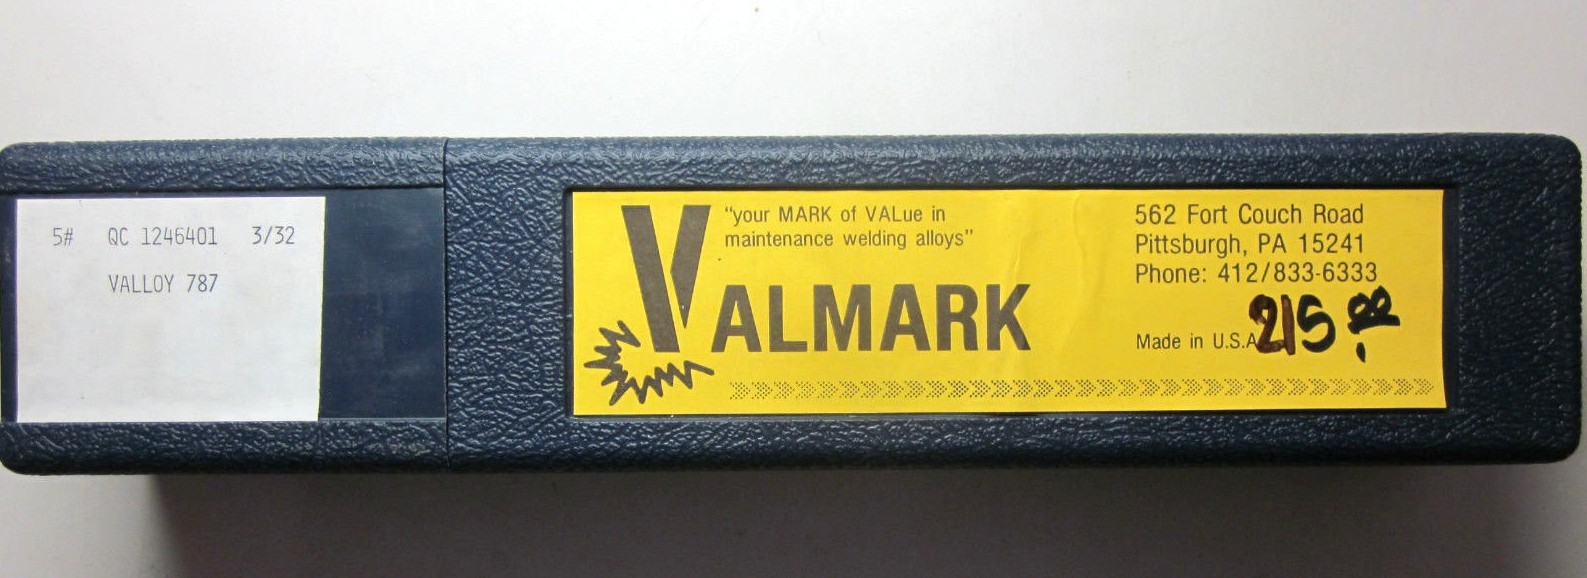 5# QC 1246401 3/32
VALLOY 787
"your MARK of VALue in
maintenance welding alloys"
VALMARK
562 Fort Couch Road
Pittsburgh, PA 15241
Phone: 412/833-6333
Made in U.S.A
215